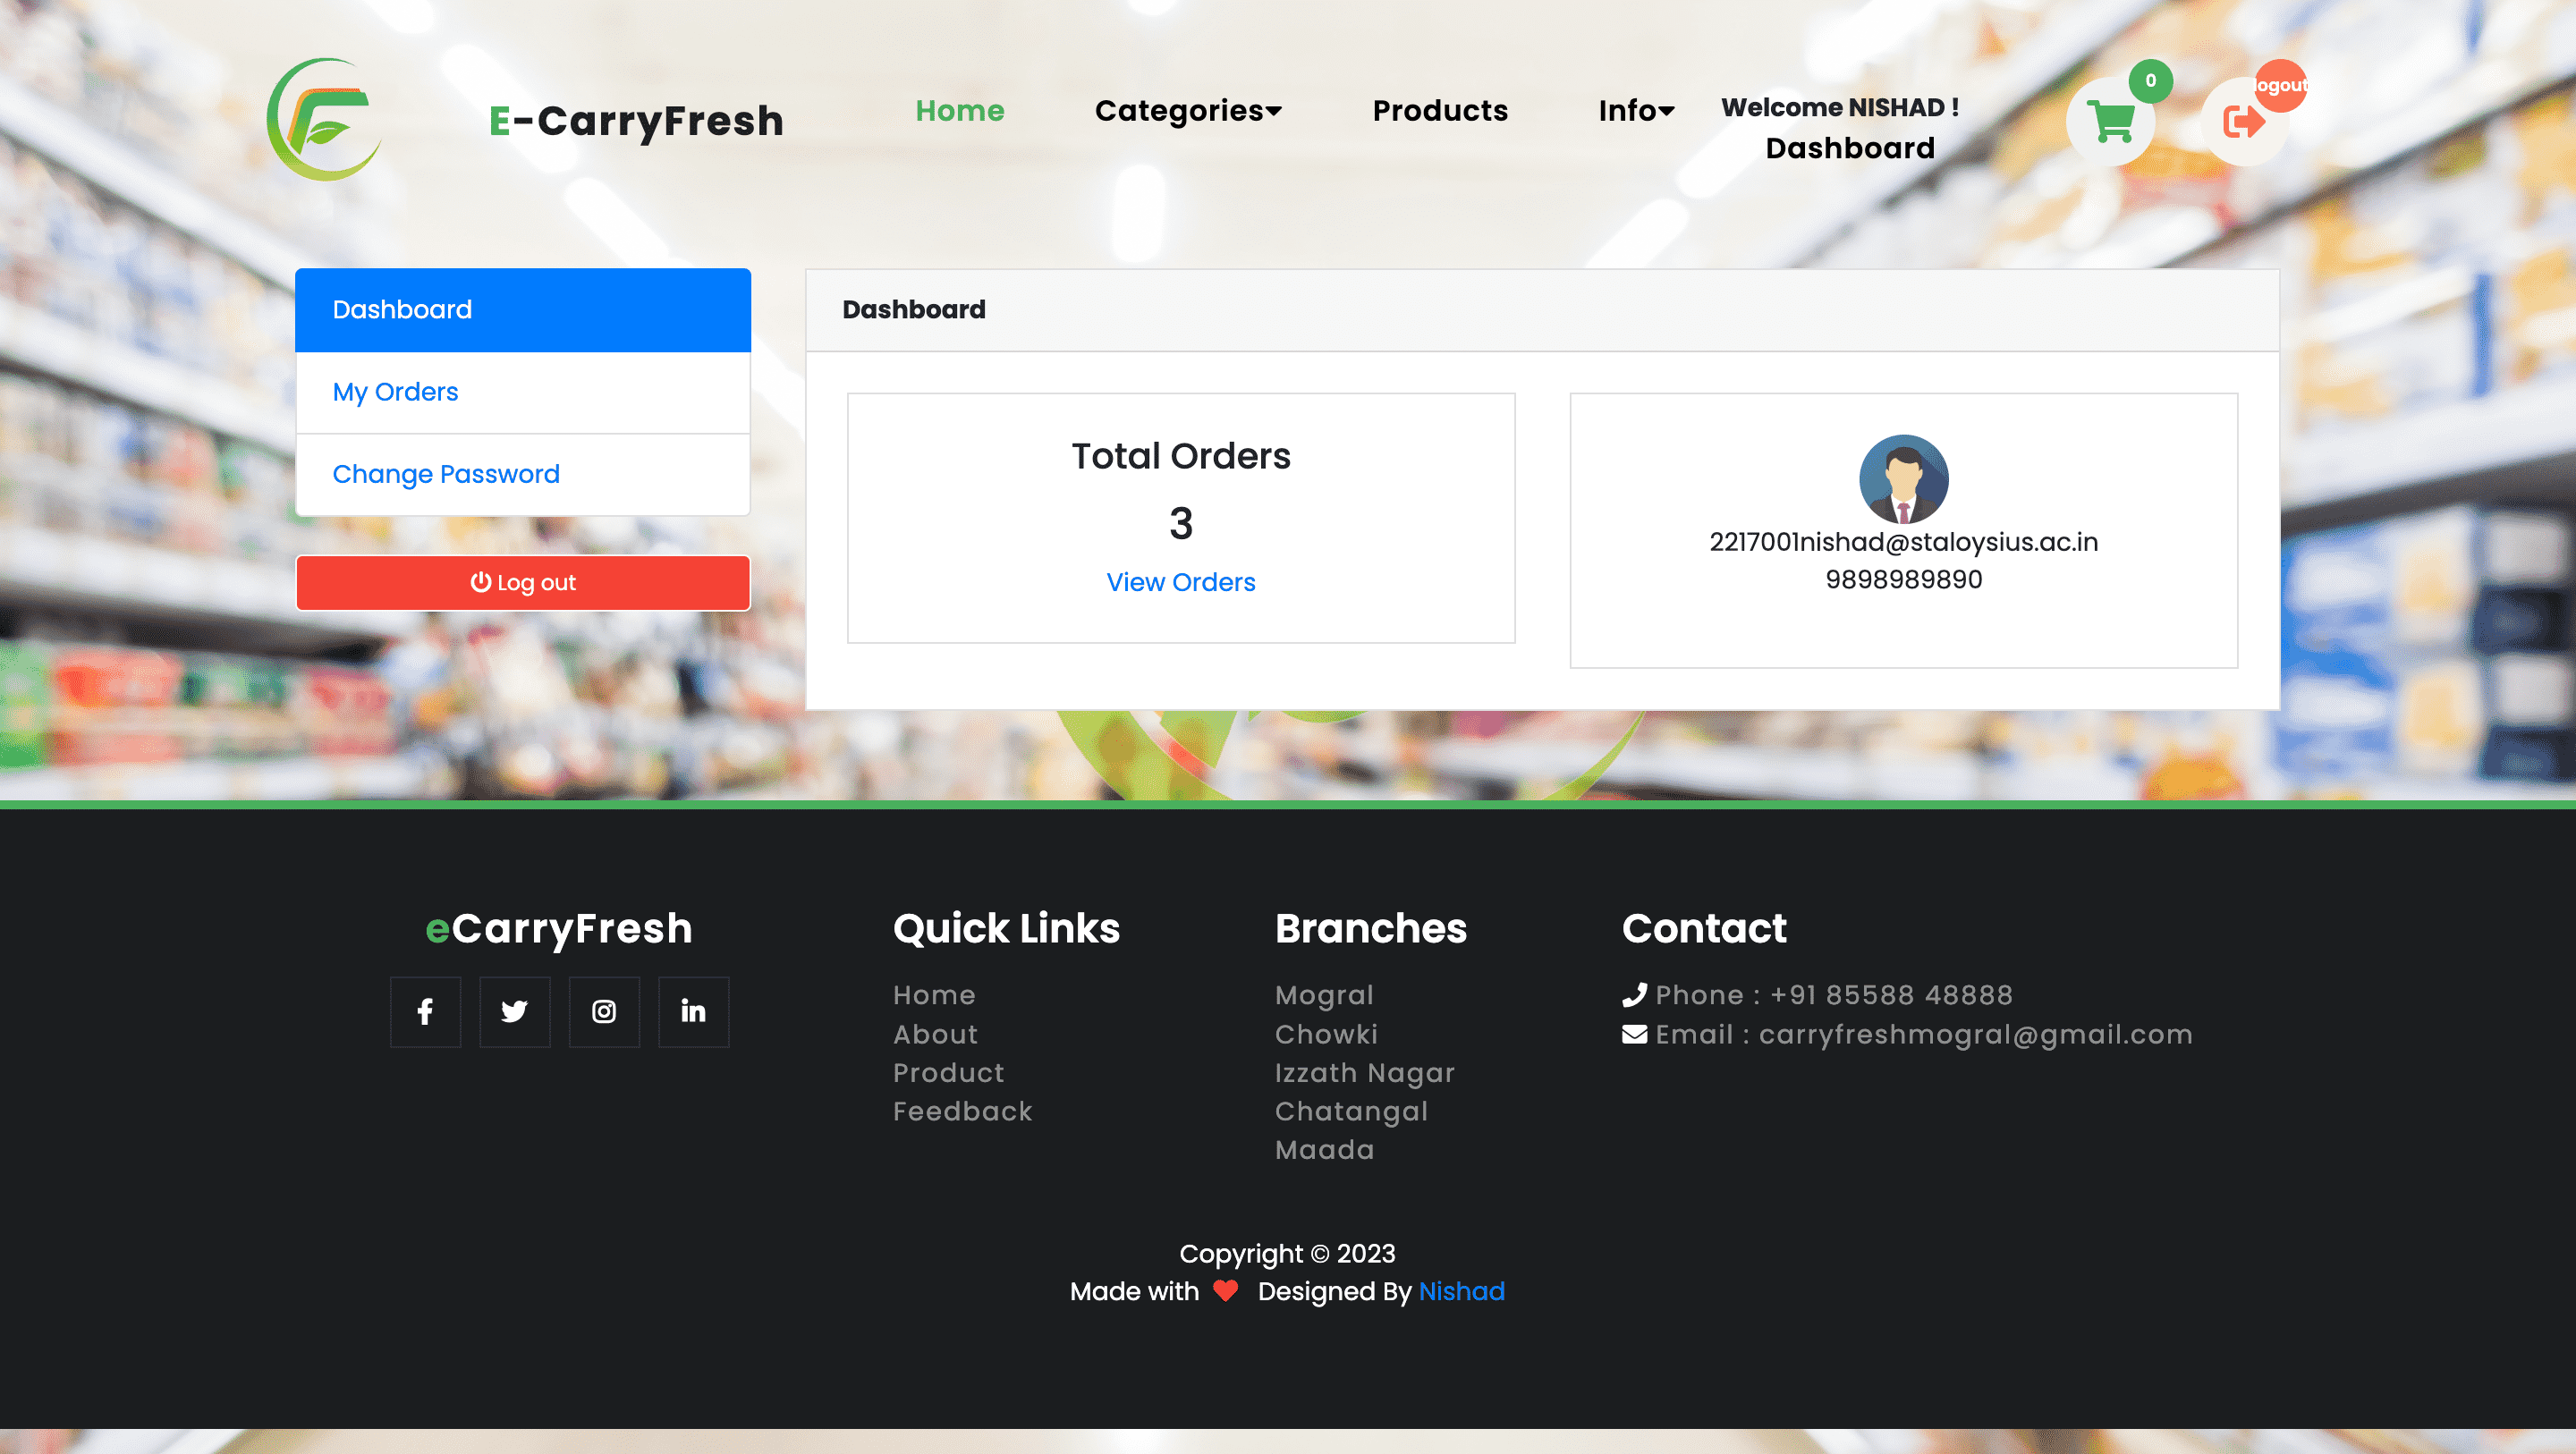 E-CarryFresh
Home
Categories
Products
Info
Welcome NISHAD !
Dashboard
0
logout
Dashboard
My Orders
Change Password
Log out
Dashboard
Total Orders
3
View Orders
2217001nishad@staloysius.ac.in
9898989890
eCarryFresh
Quick Links
Home
About
Product
Feedback
Branches
Mogral
Chowki
Izzath Nagar
Chatangal
Maada
Contact
Phone : +91 85588 48888
Email : carryfreshmogral@gmail.com
Copyright © 2023
Made with Designed By Nishad